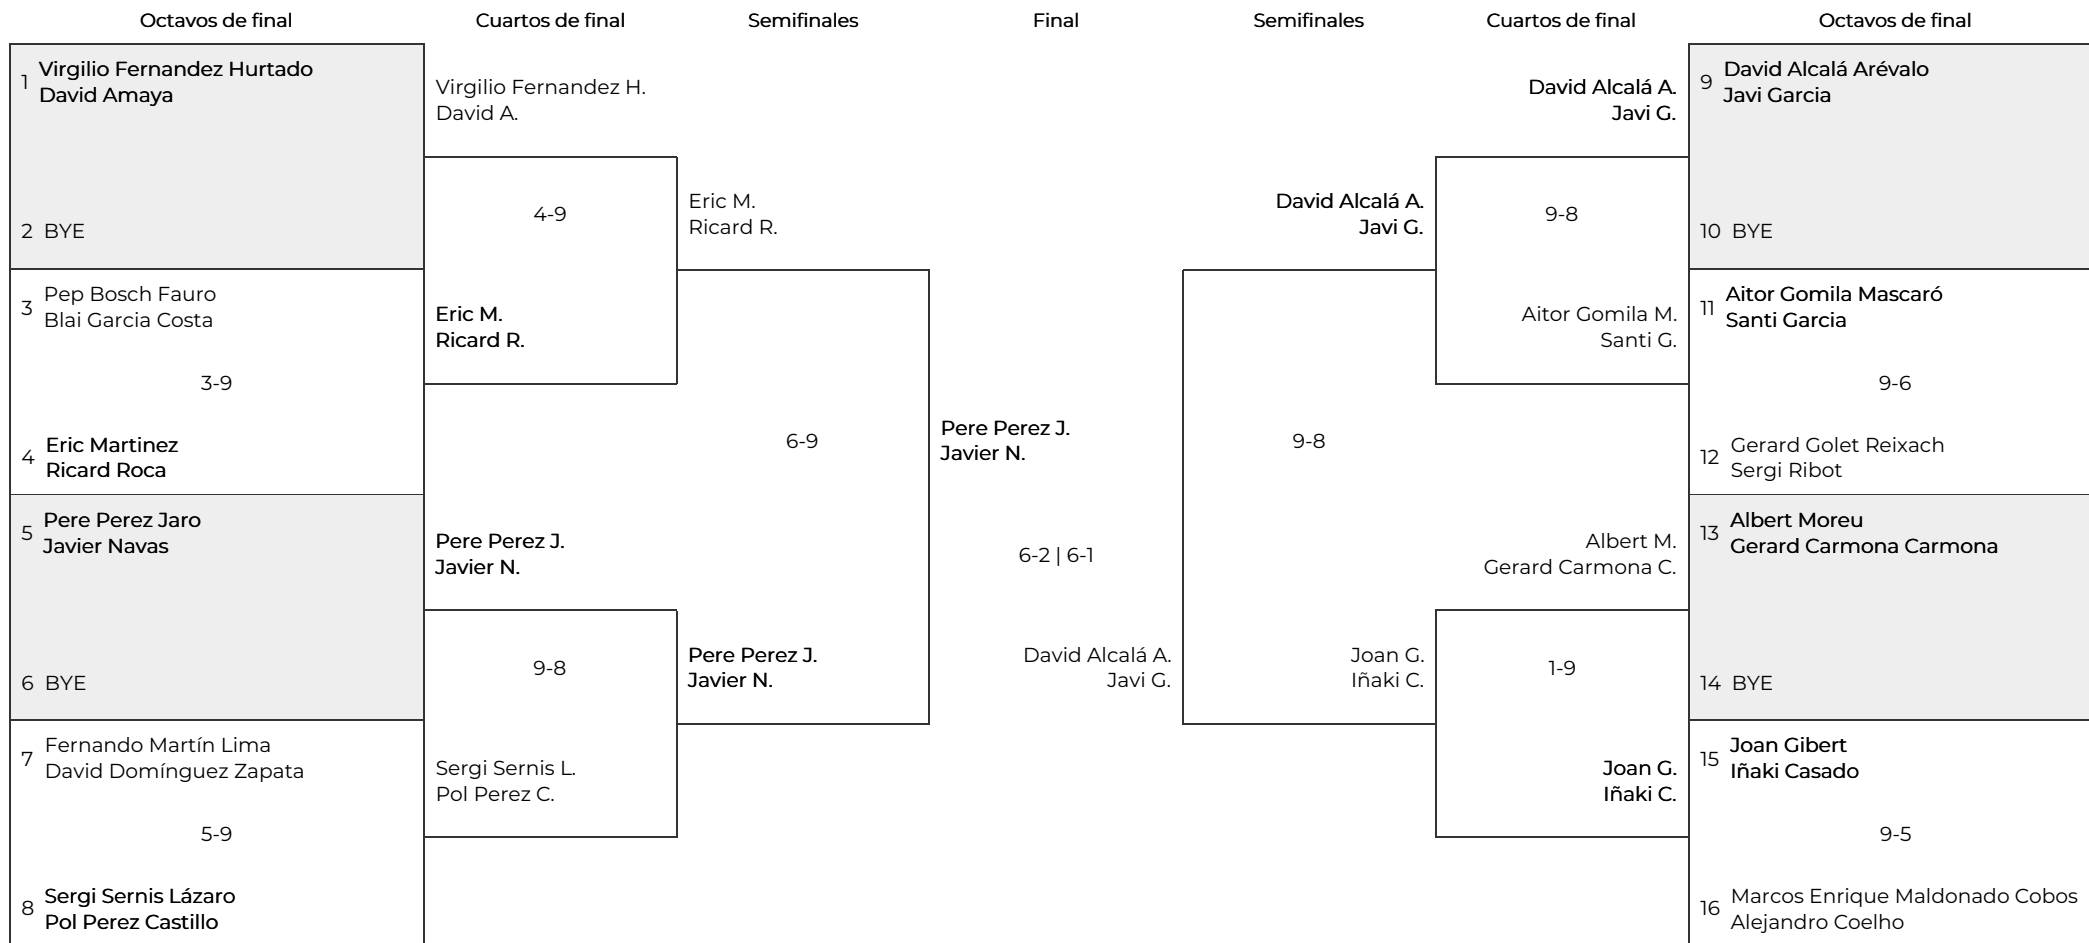 Octavos de final
Cuartos de final
Semifinales
Final
Semifinales
Cuartos de final
Octavos de final
1
Virgilio Fernandez Hurtado
David Amaya
2 BYE
3
Pep Bosch Fauro
Blai Garcia Costa
3-9
4
Eric Martinez
Ricard Roca
5
Pere Perez Jaro
Javier Navas
6 BYE
7
Fernando Martín Lima
David Domínguez Zapata
5-9
8
Sergi Sernis Lázaro
Pol Perez Castillo
Virgilio Fernandez H.
David A.
4-9
Eric M.
Ricard R.
Pere Perez J.
Javier N.
9-8
Sergi Sernis L.
Pol Perez C.
Eric M.
Ricard R.
6-9
Pere Perez J.
Javier N.
Pere Perez J.
Javier N.
6-2 | 6-1
David Alcalá A.
Javi G.
David Alcalá A.
Javi G.
9-8
Joan G.
Iñaki C.
David Alcalá A.
Javi G.
9-8
Aitor Gomila M.
Santi G.
Albert M.
Gerard Carmona C.
1-9
Joan G.
Iñaki C.
9
David Alcalá Arévalo
Javi Garcia
10 BYE
11
Aitor Gomila Mascaró
Santi Garcia
9-6
12
Gerard Golet Reixach
Sergi Ribot
13
Albert Moreu
Gerard Carmona Carmona
14 BYE
15
Joan Gibert
Iñaki Casado
9-5
16
Marcos Enrique Maldonado Cobos
Alejandro Coelho